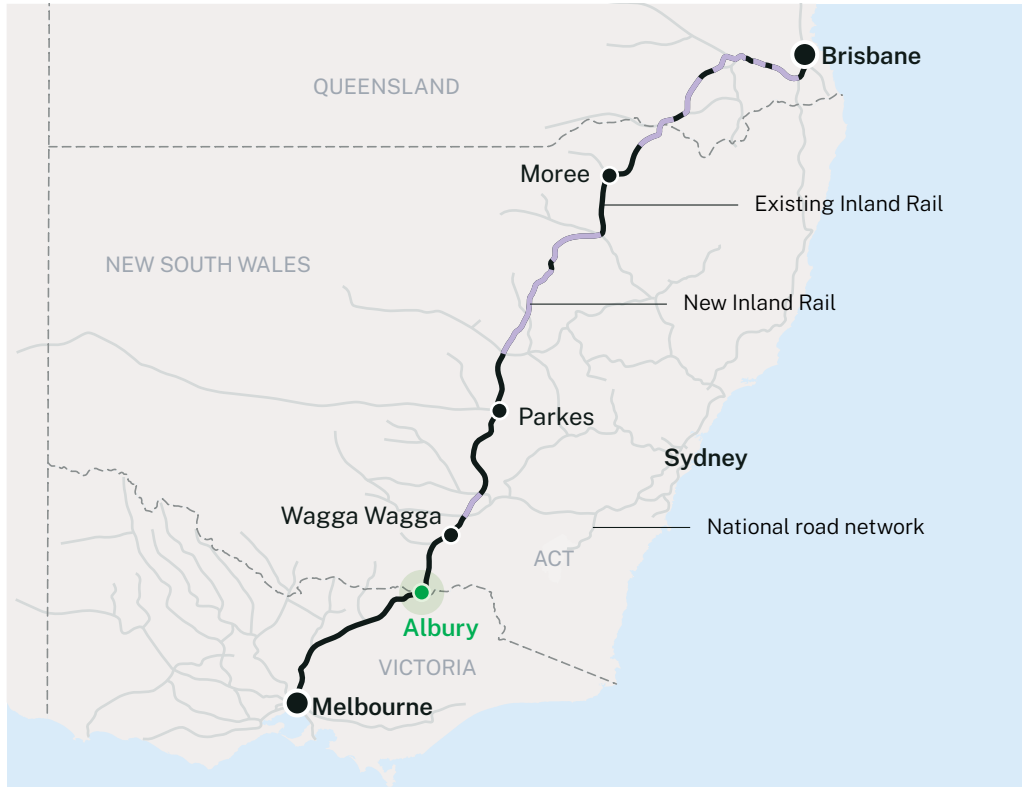 Brisbane
QUEENSLAND
Moree
Existing Inland Rail
NEW SOUTH WALES
New Inland Rail
Parkes
Sydney
Wagga Wagga
National road network
ACT
Albury
VICTORIA
Melbourne